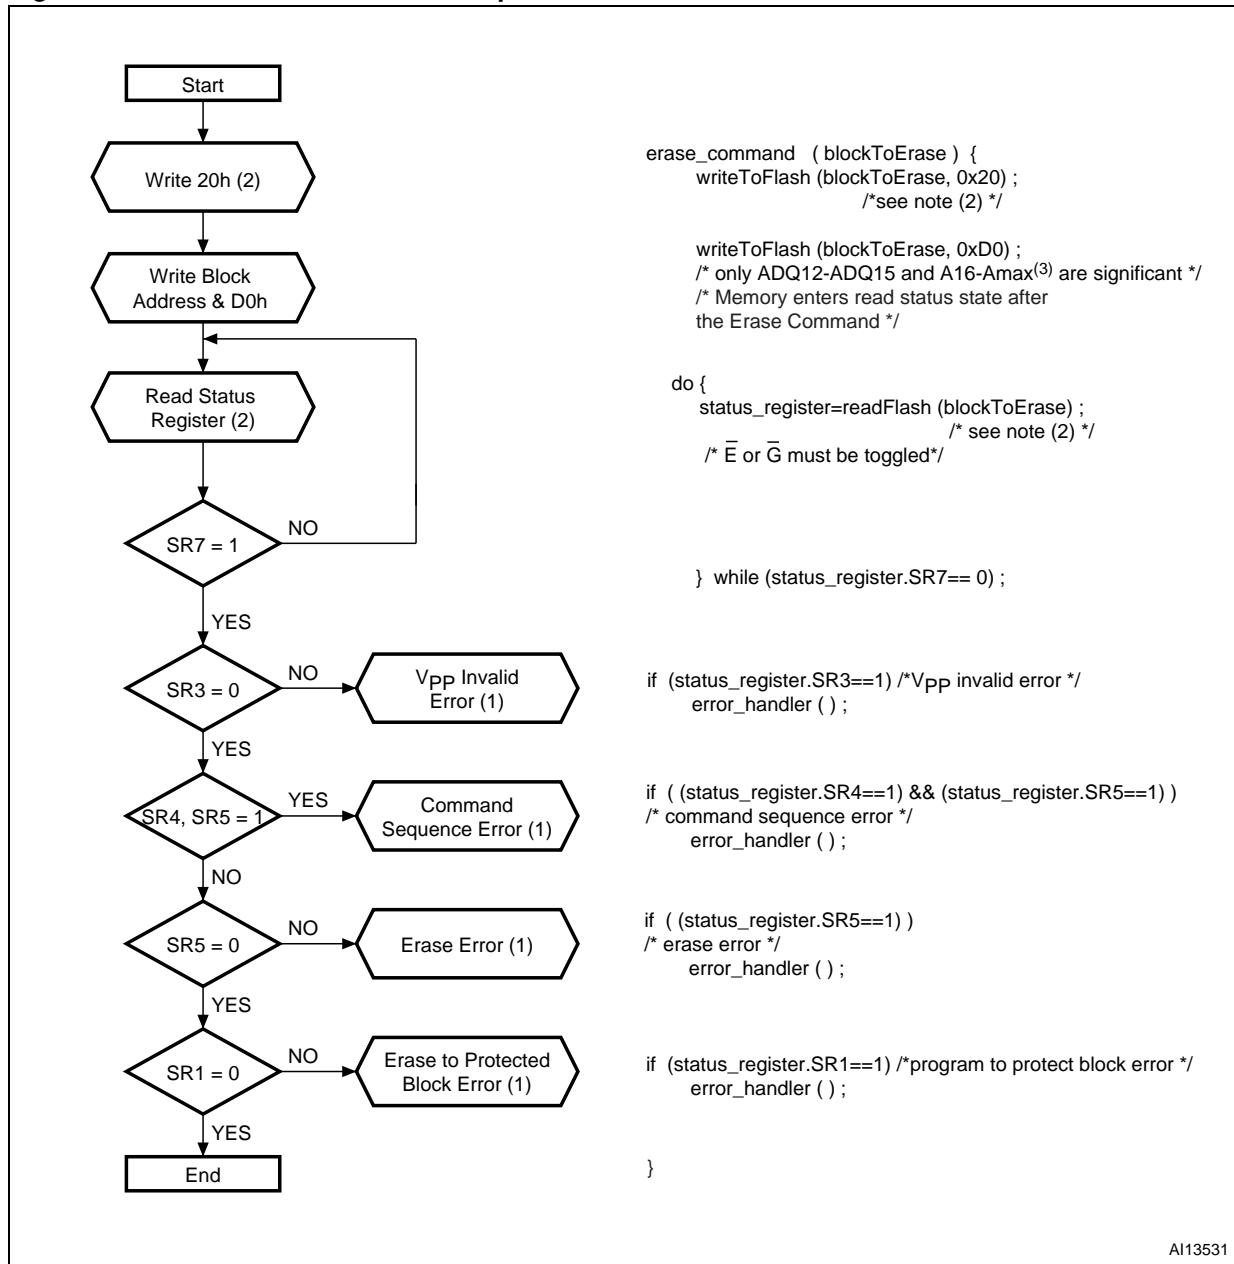 Start
Write 20h (2)
Write Block
Address & D0h
Read Status
Register (2)
SR7 = 1
NO
YES
SR3 = 0
NO
VPP Invalid
Error (1)
YES
SR4, SR5 = 1
YES
Command
Sequence Error (1)
NO
SR5 = 0
NO
Erase Error (1)
YES
SR1 = 0
NO
Erase to Protected
Block Error (1)
YES
End
erase_command ( blockToErase ) {
writeToFlash (blockToErase, 0x20) ;
/*see note (2) */
writeToFlash (blockToErase, 0xD0) ;
/* only ADQ12-ADQ15 and A16-Amax(3) are significant */
/* Memory enters read status state after
the Erase Command */
do {
status_register=readFlash (blockToErase) ;
/* see note (2) */
/* E̅ or G̅ must be toggled*/
} while (status_register.SR7== 0) ;
if (status_register.SR3==1) /*VPP invalid error */
error_handler ( ) ;
if ( (status_register.SR4==1) && (status_register.SR5==1) )
/* command sequence error */
error_handler ( ) ;
if ( (status_register.SR5==1) )
/* erase error */
error_handler ( ) ;
if (status_register.SR1==1) /*program to protect block error */
error_handler ( ) ;
}
AI13531